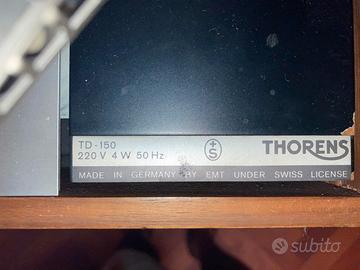 TD-150
220 V 4 W 50 Hz
+S
THORENS
MADE IN GERMANY BY EMT UNDER SWISS LICENSE
subito